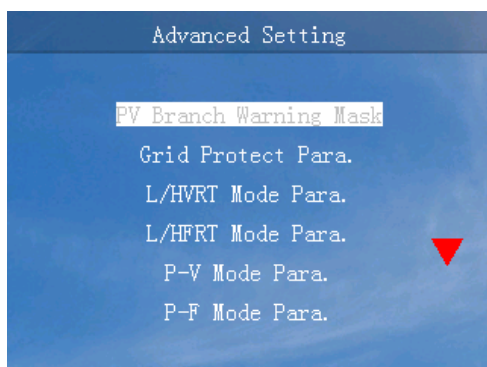 Advanced Setting
PV Branch Warning Mask
Grid Protect Para.
L/HVRT Mode Para.
L/HFRT Mode Para.
P-V Mode Para.
P-F Mode Para.